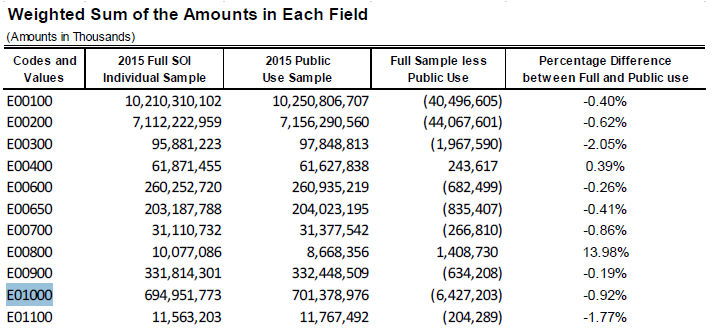 Weighted Sum of the Amounts in Each Field
(Amounts in Thousands)
Codes and Values 2015 Full SOI Individual Sample 2015 Public Use Sample Full Sample less Public Use Percentage Difference between Full and Public use
E00100 10,210,310,102 10,250,806,707 (40,496,605) -0.40%
E00200 7,112,222,959 7,156,290,560 (44,067,601) -0.62%
E00300 95,881,223 97,848,813 (1,967,590) -2.05%
E00400 61,871,455 61,627,838 243,617 0.39%
E00600 260,252,720 260,935,219 (682,499) -0.26%
E00650 203,187,788 204,023,195 (835,407) -0.41%
E00700 31,110,732 31,377,542 (266,810) -0.86%
E00800 10,077,086 8,668,356 1,408,730 13.98%
E00900 331,814,301 332,448,509 (634,208) -0.19%
E01000 694,951,773 701,378,976 (6,427,203) -0.92%
E01100 11,563,203 11,767,492 (204,289) -1.77%